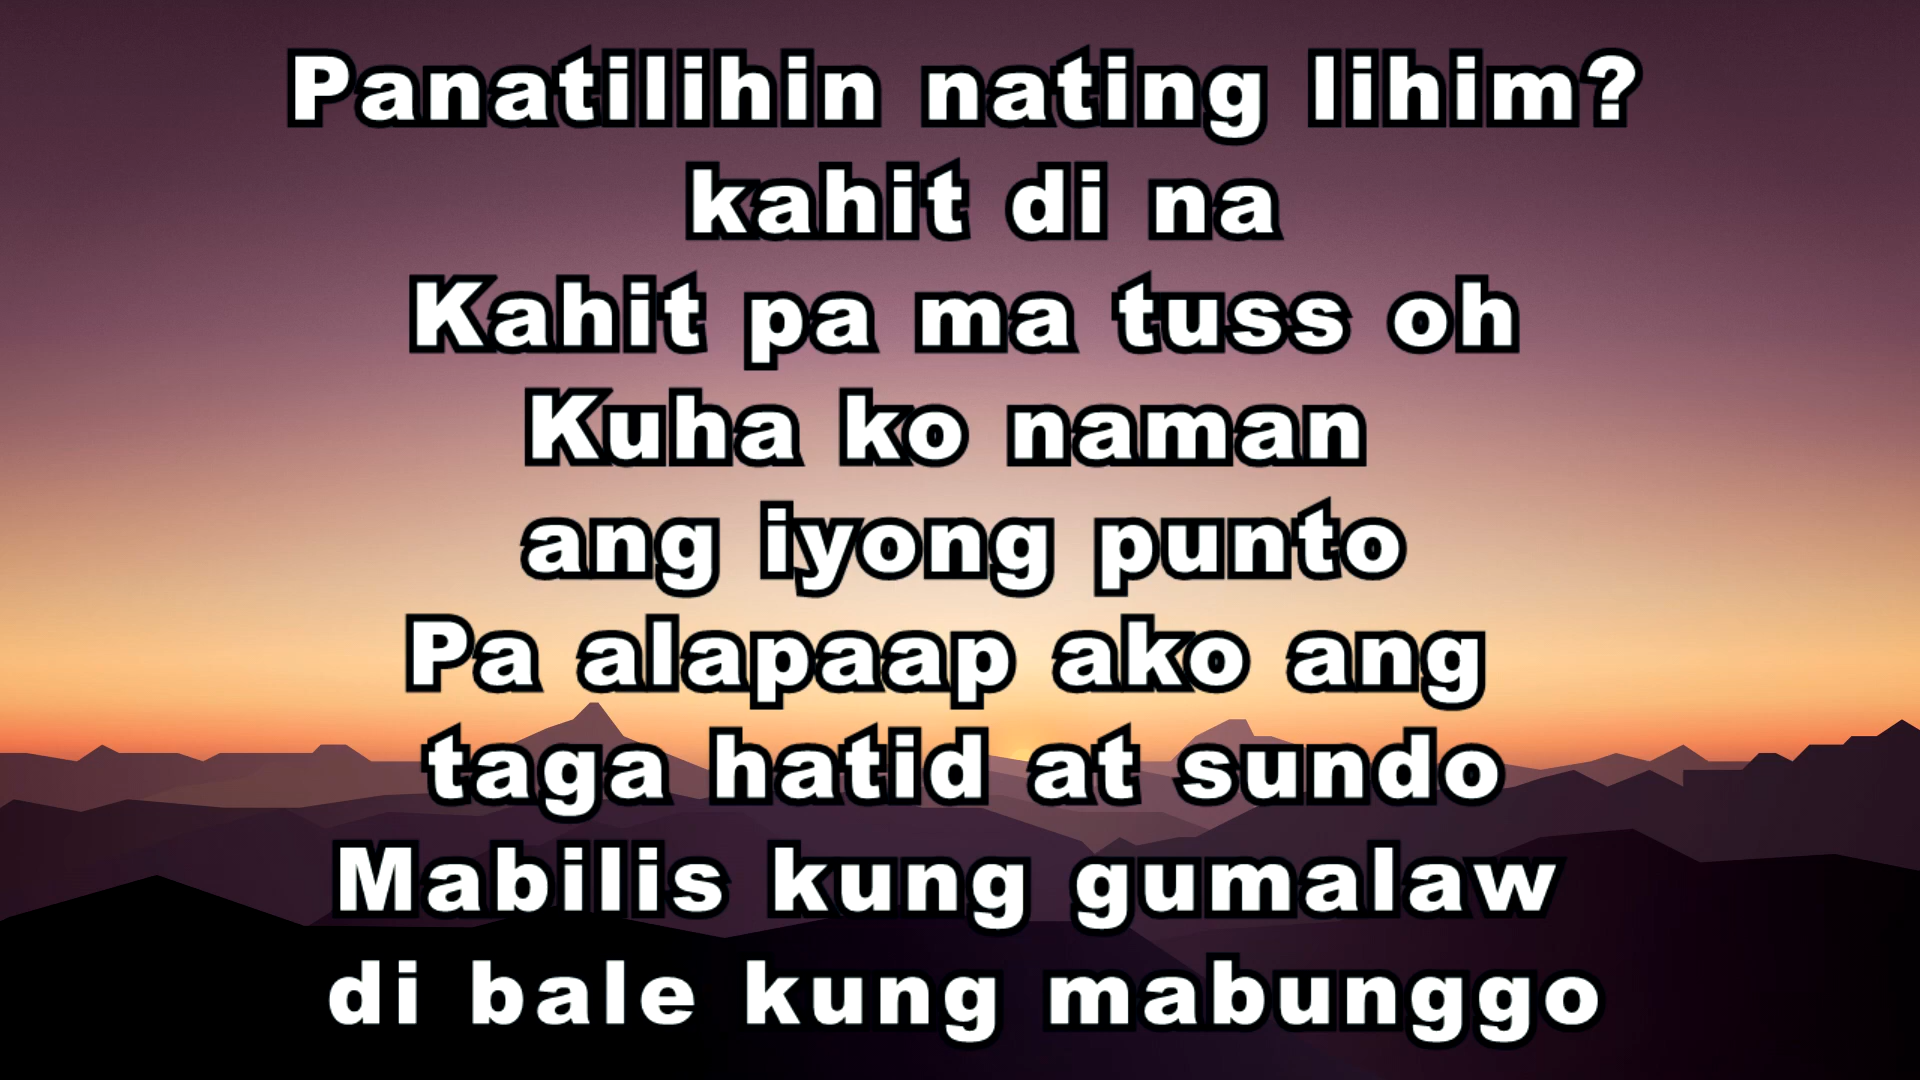 Panatilihin nating lihim?
kahit di na
Kahit pa ma tuss oh
Kuha ko naman
ang iyong punto
Pa alapaap ako ang
taga hatid at sundo
Mabilis kung gumalaw
di bale kung mabunggo